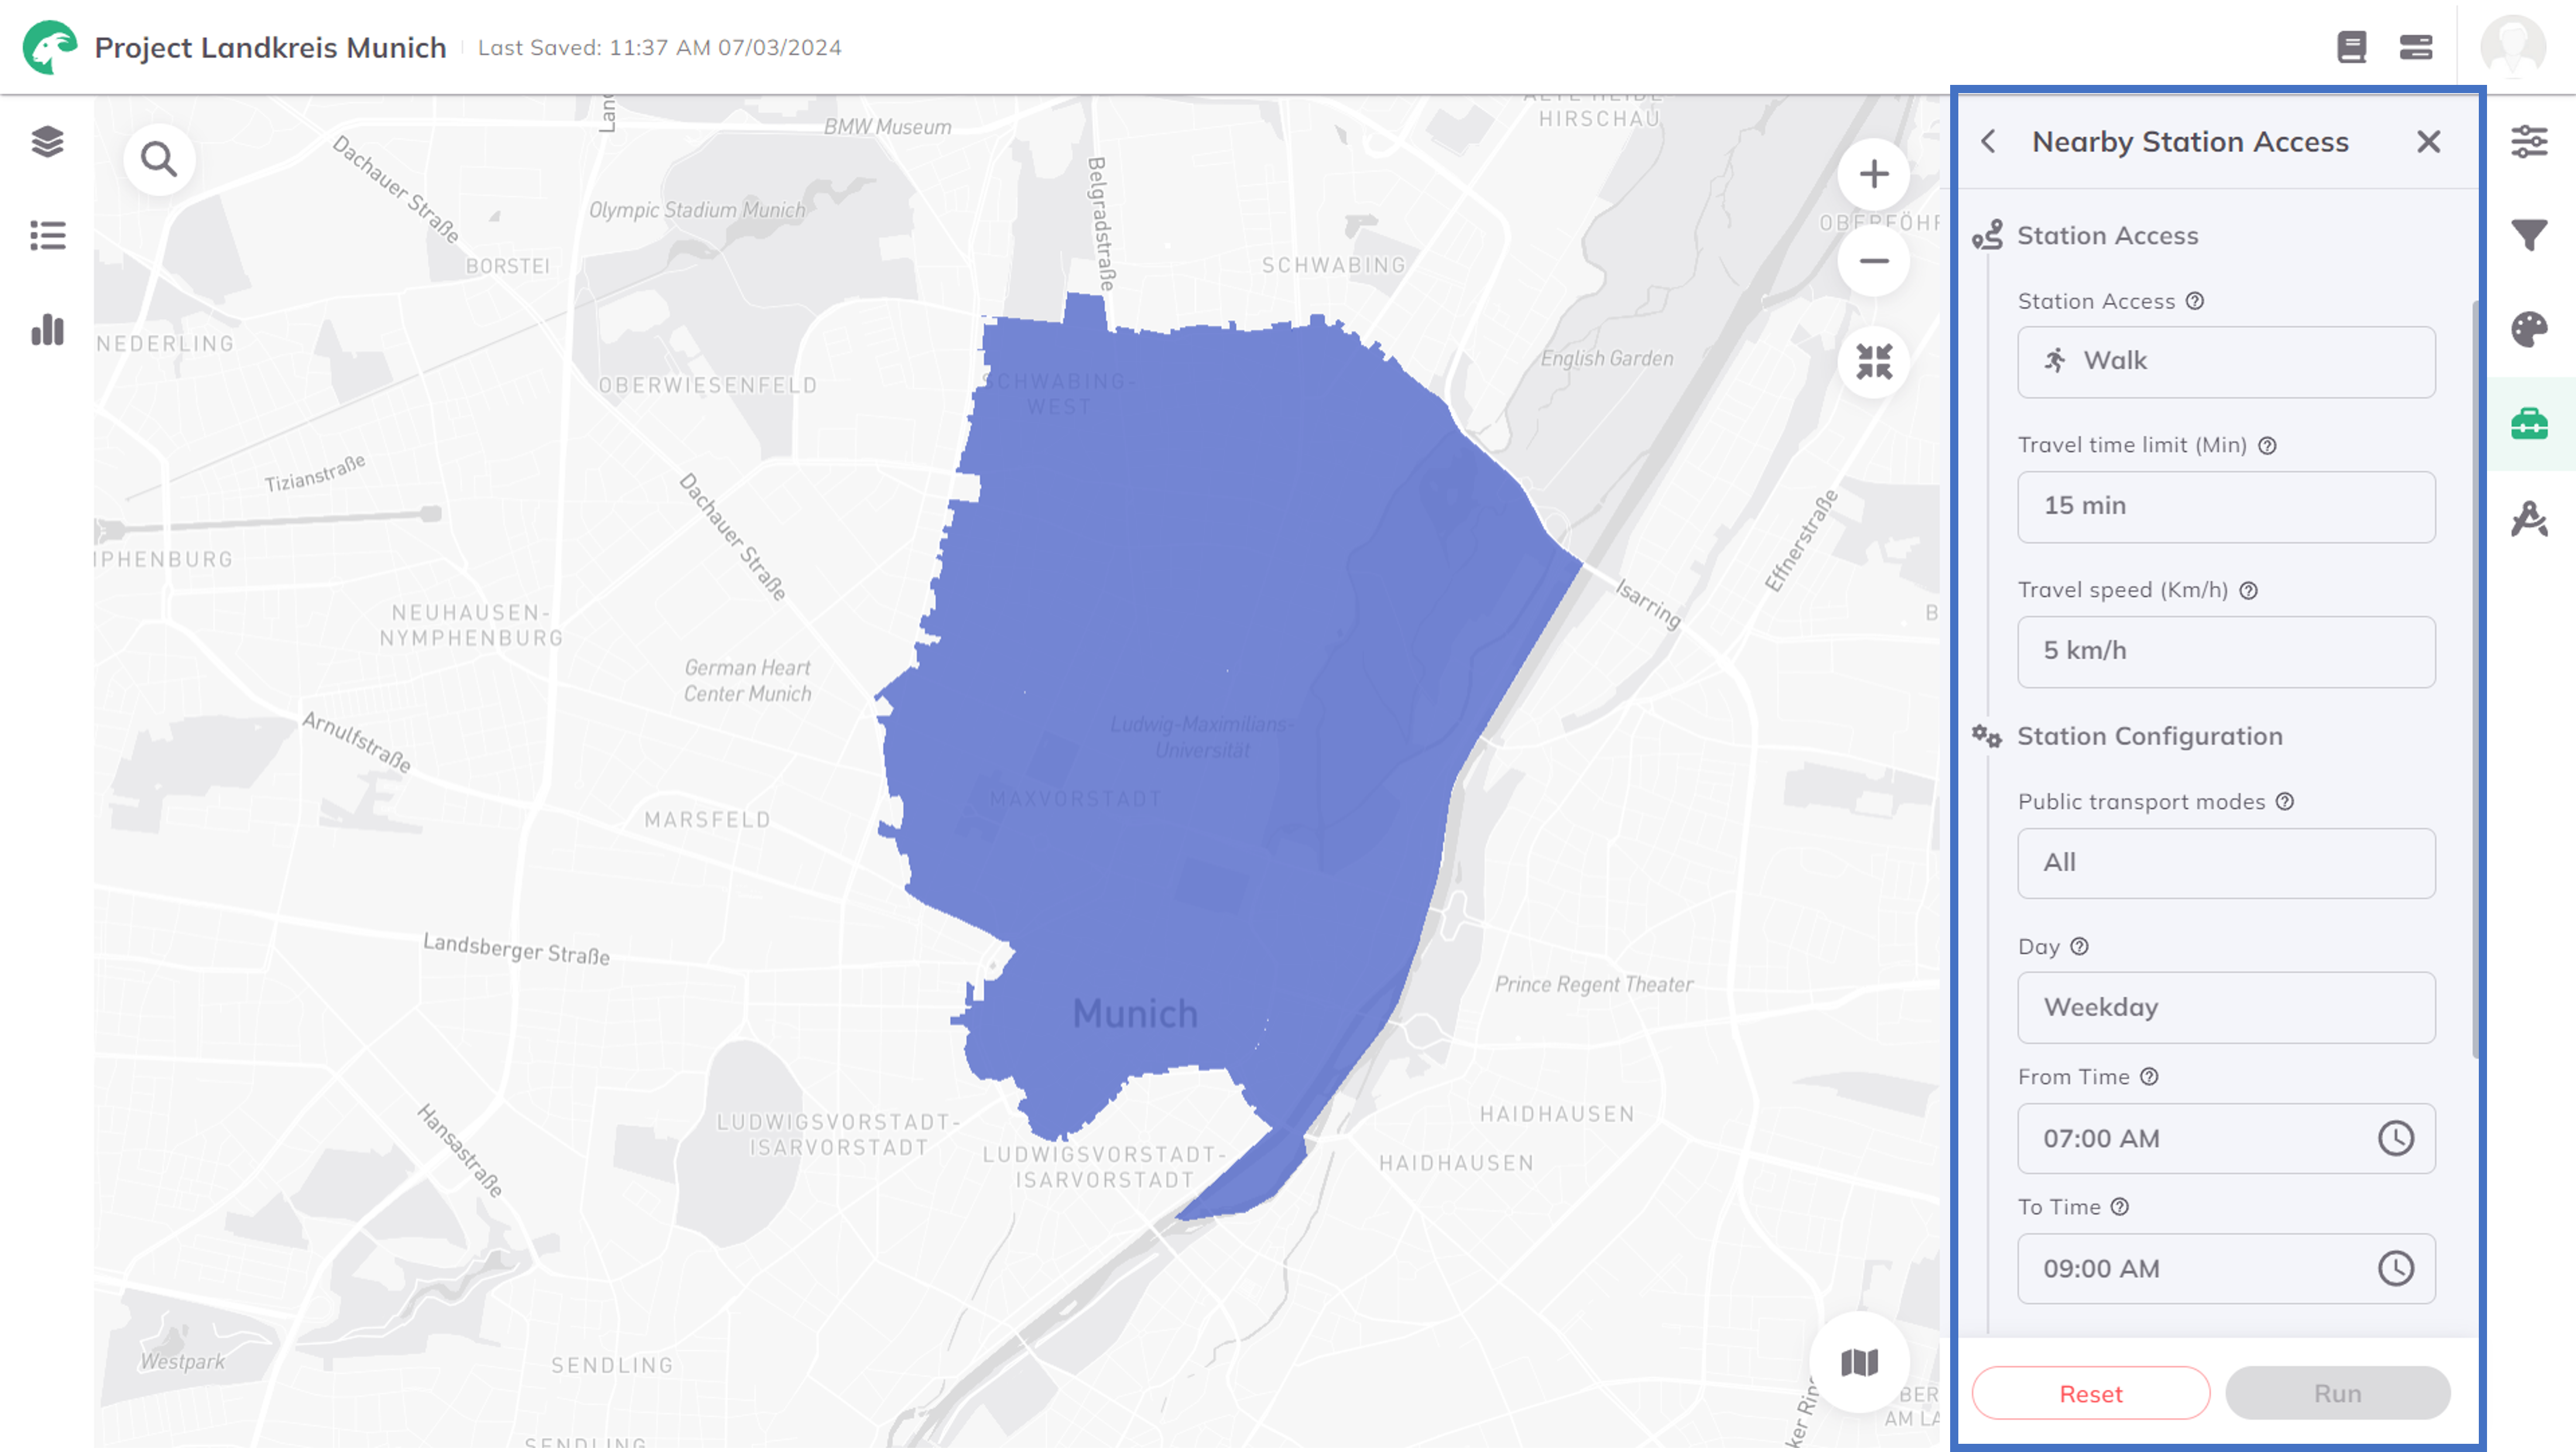 Project Landkreis Munich
Last Saved: 11:37 AM 07/03/2024
BMW Museum
HIRSCHAU
Dachauer Straße
Belgradstraße
Olympic Stadium Munich
BORSTEI
SCHWABING
NEDERLING
English Garden
OBERWIESENFELD
SCHWABING-
WEST
Tizianstraße
Dachauer Straße
Effnerstraße
IPHENBURG
Isarring
NEUHAUSEN-
NYMPHENBURG
German Heart
Center Munich
Ludwig-Maximilians-
Universität
Arnulfstraße
MAXVORSTADT
MARSFELD
Landsberger Straße
Prince Regent Theater
Munich
Hansastraße
LUDWIGSVORSTADT-
ISARVORSTADT
HAIDHAUSEN
LUDWIGSVORSTADT-
ISARVORSTADT
HAIDHAUSEN
Westpark
SENDLING
SENDLING
BER
AM LA
Nearby Station Access
Station Access
Station Access
Walk
Travel time limit (Min)
15 min
Travel speed (Km/h)
5 km/h
Station Configuration
Public transport modes
All
Day
Weekday
From Time
07:00 AM
To Time
09:00 AM
Reset
Run